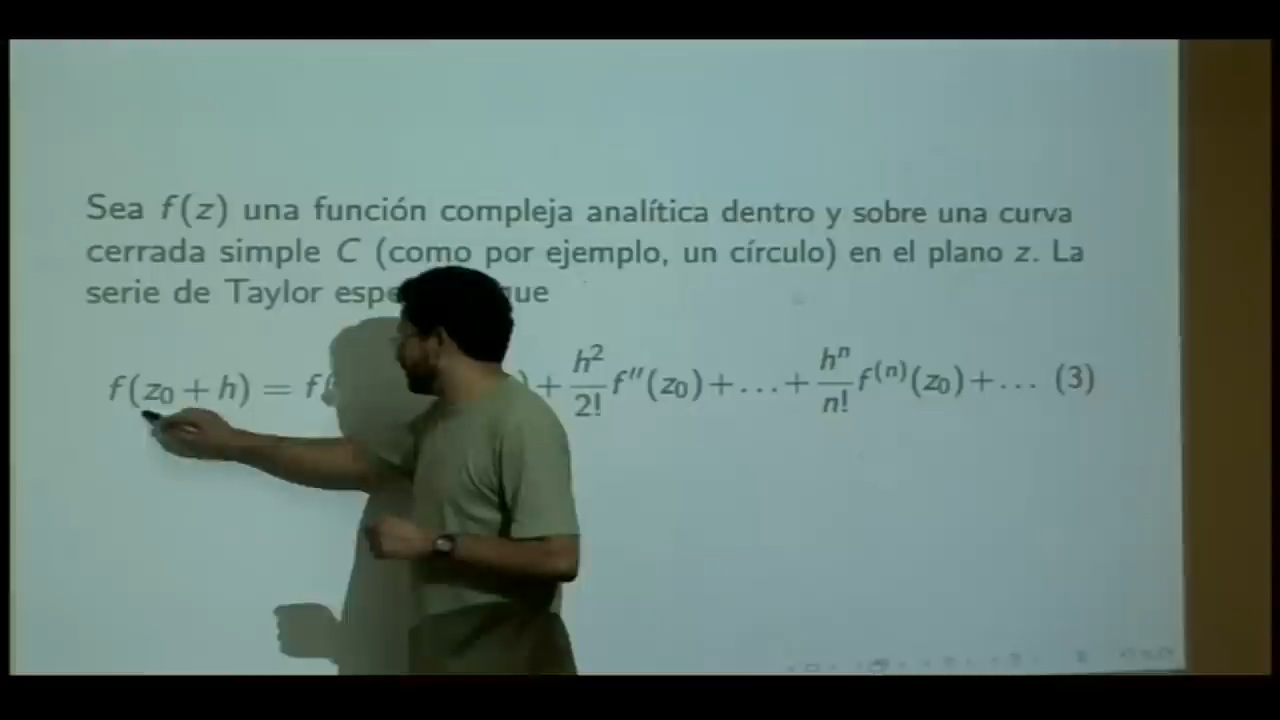 Sea f(z) una función compleja analítica dentro y sobre una curva
cerrada simple C (como por ejemplo, un círculo) en el plano z. La
serie de Taylor que
f(z₀ + h) = f( ) + h²/2! f″(z₀) + … + hⁿ/n! f⁽ⁿ⁾(z₀) + … (3)